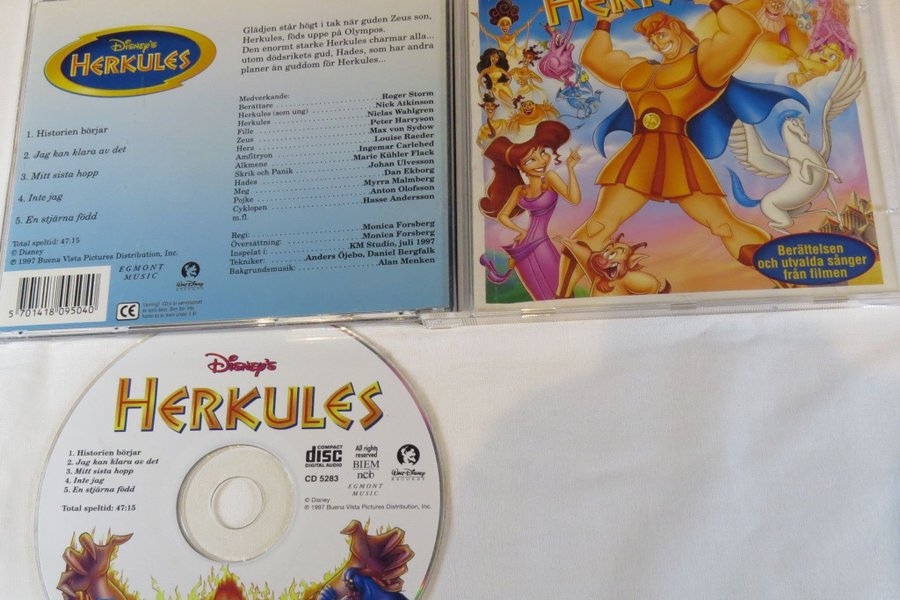 Disney's
HERKULES
1. Historien börjar
2. Jag kan klara av det
3. Mitt sista hopp
4. Inte jag
5. En stjärna född
Total speltid: 47:15
© Disney
℗ 1997 Buena Vista Pictures Distribution, Inc.
5 701418 095040
EGMONT
MUSIC
Walt Disney
RECORDS
CE
Glädjen står högt i tak när guden Zeus son,
Herkules, föds uppe på Olympos.
Den enormt starke Herkules charmar alla...
utom dödsrikets gud, Hades, som har andra
planer än guddom för Herkules...
Medverkande:
Berättare Roger Storm
Herkules (som ung) Nick Atkinson
Herkules Niclas Wahlgren
Fille Peter Harryson
Zeus Max von Sydow
Hera Louise Raeder
Amfitryon Ingemar Carlehed
Alkmene Marie Kühler Flack
Skrik och Panik Johan Ulvesson
Hades Dan Ekborg
Meg Myrra Malmberg
Pojke Anton Olofsson
Cyklopen Hasse Andersson
m.fl.
Regi: Monica Forsberg
Översättning: Monica Forsberg
Inspelat i: KM Studio, juli 1997
Tekniker: Anders Öjebo, Daniel Bergfalk
Bakgrundsmusik: Alan Menken
Berättelsen
och utvalda sånger
från filmen
Disney's
HERKULES
1. Historien börjar
2. Jag kan klara av det
3. Mitt sista hopp
4. Inte jag
5. En stjärna född
Total speltid: 47:15
COMPACT
disc
DIGITAL AUDIO
CD 5283
All rights
reserved
BIEM
ncb
EGMONT
MUSIC
Walt Disney
RECORDS
© Disney
℗ 1997 Buena Vista Pictures Distribution, Inc.